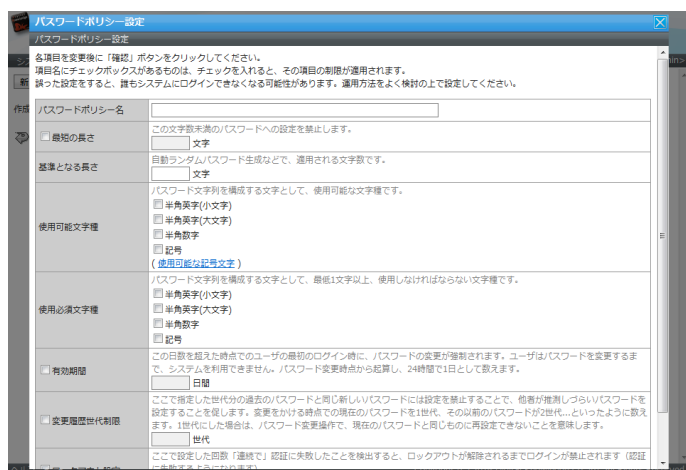 パスワードポリシー設定
パスワードポリシー設定
各項目を変更後に「確認」ボタンをクリックしてください。
項目名にチェックボックスがあるものは、チェックを入れると、その項目の制限が適用されます。
誤った設定をすると、誰もシステムにログインできなくなる可能性があります。運用方法をよく検討の上で設定してください。
パスワードポリシー名
最短の長さ
この文字数未満のパスワードへの設定を禁止します。
文字
基準となる長さ
自動ランダムパスワード生成などで、適用される文字数です。
文字
使用可能文字種
パスワード文字列を構成する文字として、使用可能な文字種です。
半角英字(小文字)
半角英字(大文字)
半角数字
記号
( 使用可能な記号文字 )
使用必須文字種
パスワード文字列を構成する文字として、最低1文字以上、使用しなければならない文字種です。
半角英字(小文字)
半角英字(大文字)
半角数字
記号
有効期間
この日数を超えた時点でのユーザの最初のログイン時に、パスワードの変更が強制されます。ユーザはパスワードを変更するま
で、システムを利用できません。パスワード変更時点から起算し、24時間で1日として数えます。
日間
変更履歴世代制限
ここで指定した世代分の過去のパスワードと同じ新しいパスワードには設定を禁止することで、他者が推測しづらいパスワードを
設定することを促します。変更をかける時点での現在のパスワードを1世代、その以前のパスワードが2世代...といったように数え
ます。1世代にした場合は、パスワード変更操作で、現在のパスワードと同じものに再設定できないことを意味します。
世代
ここで設定した回数「連続で」認証に失敗したことを検出すると、ロックアウトが解除されるまでログインが禁止されます（認証
作成